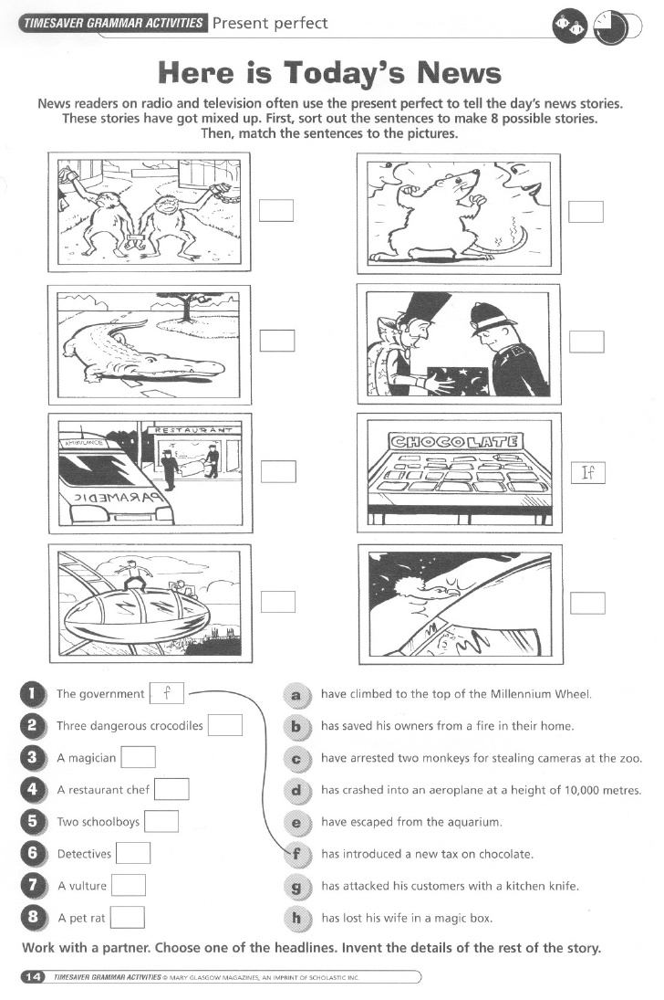 TIMESAVER GRAMMAR ACTIVITIES Present perfect
Here is Today's News
News readers on radio and television often use the present perfect to tell the day's news stories.
These stories have got mixed up. First, sort out the sentences to make 8 possible stories.
Then, match the sentences to the pictures.
AMBULANCE
RESTAURANT
PARAMEDIC
CHOCOLATE
1f
1 The government f
a have climbed to the top of the Millennium Wheel.
2 Three dangerous crocodiles
b has saved his owners from a fire in their home.
3 A magician
c have arrested two monkeys for stealing cameras at the zoo.
4 A restaurant chef
d has crashed into an aeroplane at a height of 10,000 metres.
5 Two schoolboys
e have escaped from the aquarium.
6 Detectives
f has introduced a new tax on chocolate.
7 A vulture
g has attacked his customers with a kitchen knife.
8 A pet rat
h has lost his wife in a magic box.
Work with a partner. Choose one of the headlines. Invent the details of the rest of the story.
14 TIMESAVER GRAMMAR ACTIVITIES © MARY GLASGOW MAGAZINES, AN IMPRINT OF SCHOLASTIC INC.